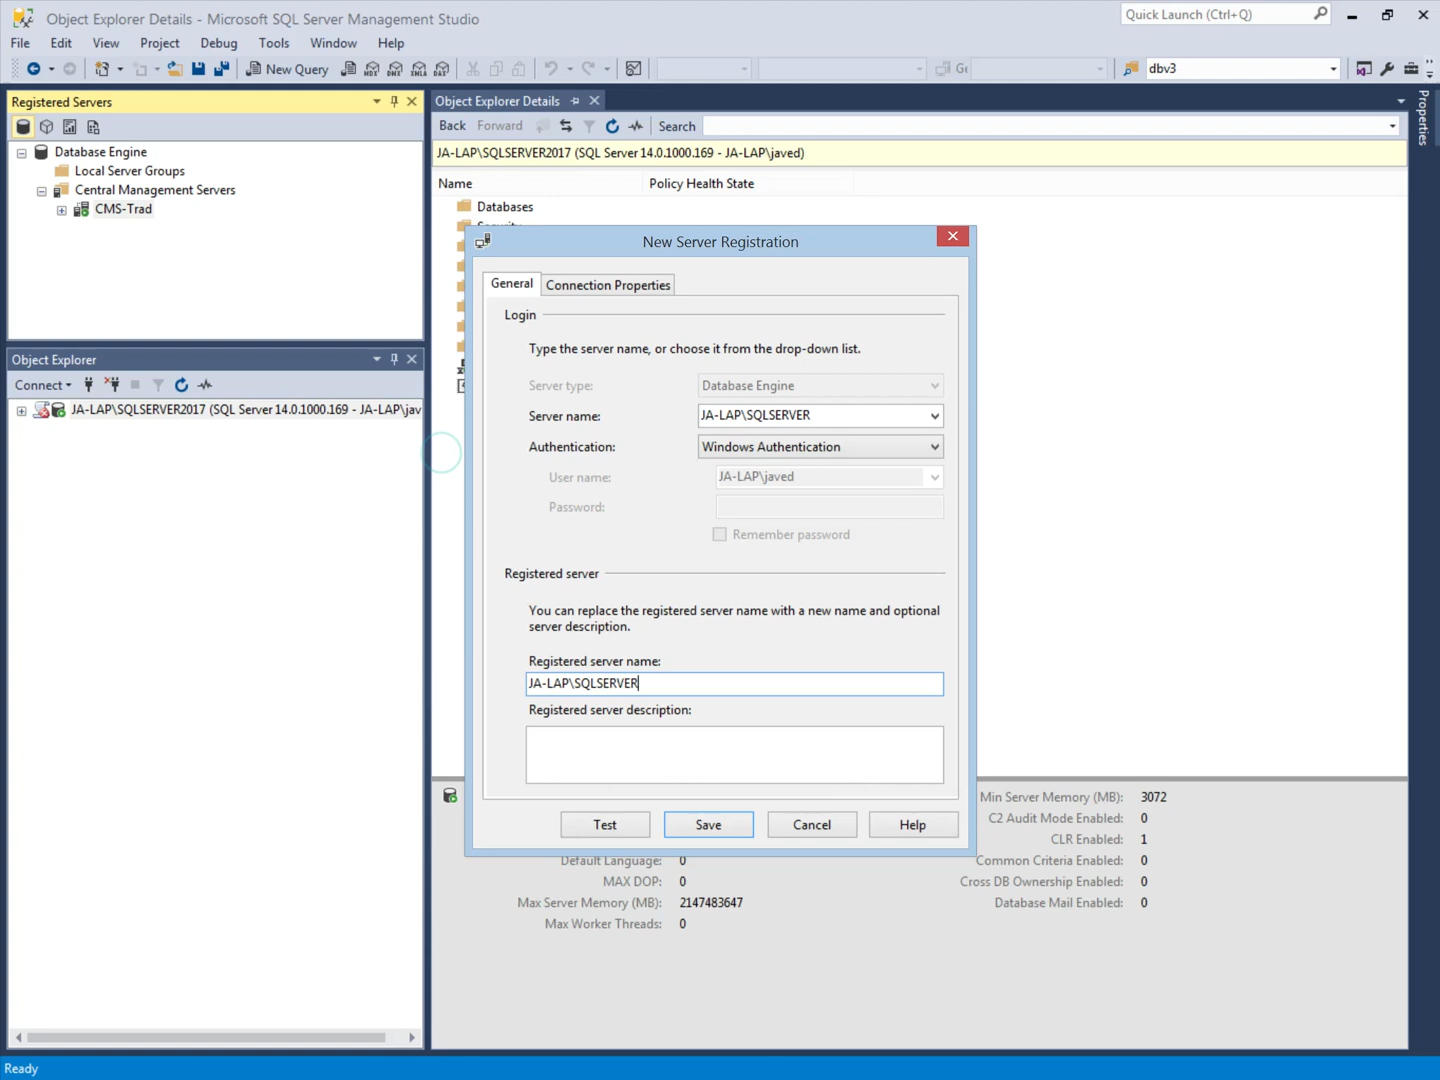 Object Explorer Details - Microsoft SQL Server Management Studio
Quick Launch (Ctrl+Q)
File Edit View Project Debug Tools Window Help
New Query
dbv3
Registered Servers
Database Engine
Local Server Groups
Central Management Servers
CMS-Trad
Object Explorer
Connect
JA-LAP\SQLSERVER2017 (SQL Server 14.0.1000.169 - JA-LAP\jav
Object Explorer Details
Back Forward Search
JA-LAP\SQLSERVER2017 (SQL Server 14.0.1000.169 - JA-LAP\javed)
Name Policy Health State
Databases
Properties
New Server Registration
General Connection Properties
Login
Type the server name, or choose it from the drop-down list.
Server type: Database Engine
Server name: JA-LAP\SQLSERVER
Authentication: Windows Authentication
User name: JA-LAP\javed
Password:
Remember password
Registered server
You can replace the registered server name with a new name and optional
server description.
Registered server name:
JA-LAP\SQLSERVER
Registered server description:
Test Save Cancel Help
Min Server Memory (MB): 3072
C2 Audit Mode Enabled: 0
CLR Enabled: 1
Default Language: 0 Common Criteria Enabled: 0
MAX DOP: 0 Cross DB Ownership Enabled: 0
Max Server Memory (MB): 2147483647 Database Mail Enabled: 0
Max Worker Threads: 0
Ready